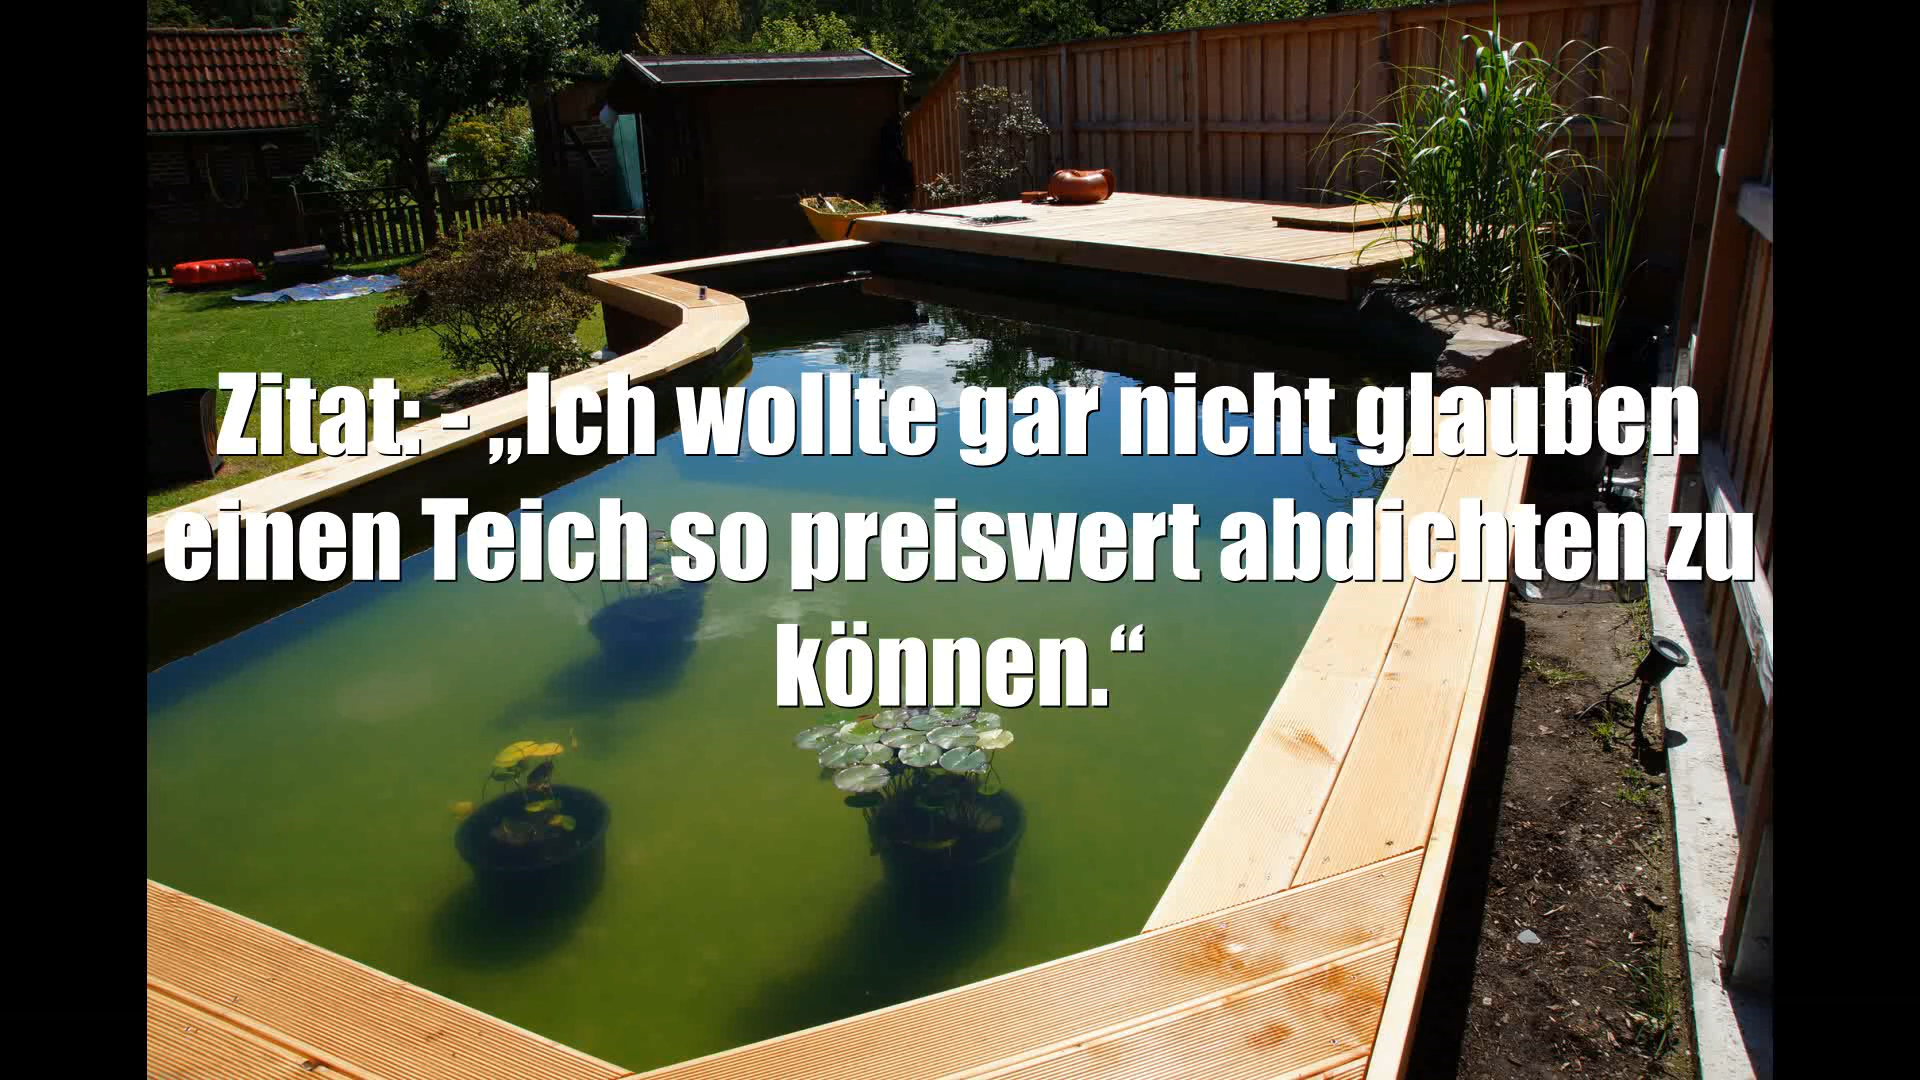 Zitat: - „Ich wollte gar nicht glauben
einen Teich so preiswert abdichten zu
können.“